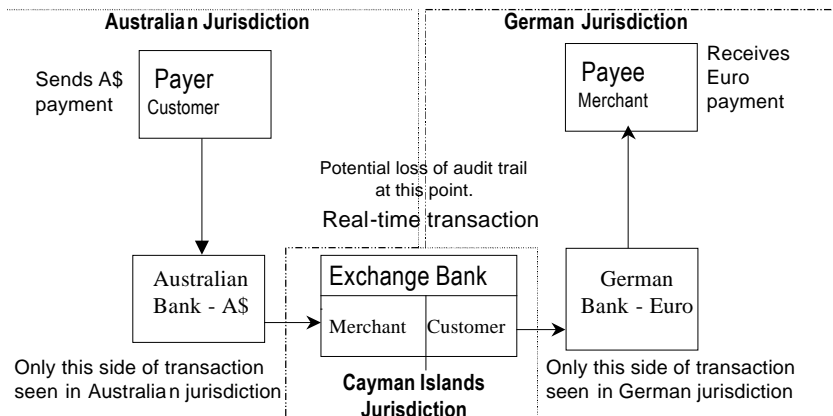 Australian Jurisdiction
German Jurisdiction
Sends A$
payment
Payer
Customer
Payee
Merchant
Receives
Euro
payment
Potential loss of audit trail
at this point.
Real-time transaction
Australian
Bank - A$
Exchange Bank
Merchant
Customer
German
Bank - Euro
Only this side of transaction
seen in Australian jurisdiction
Cayman Islands
Jurisdiction
Only this side of transaction
seen in German jurisdiction